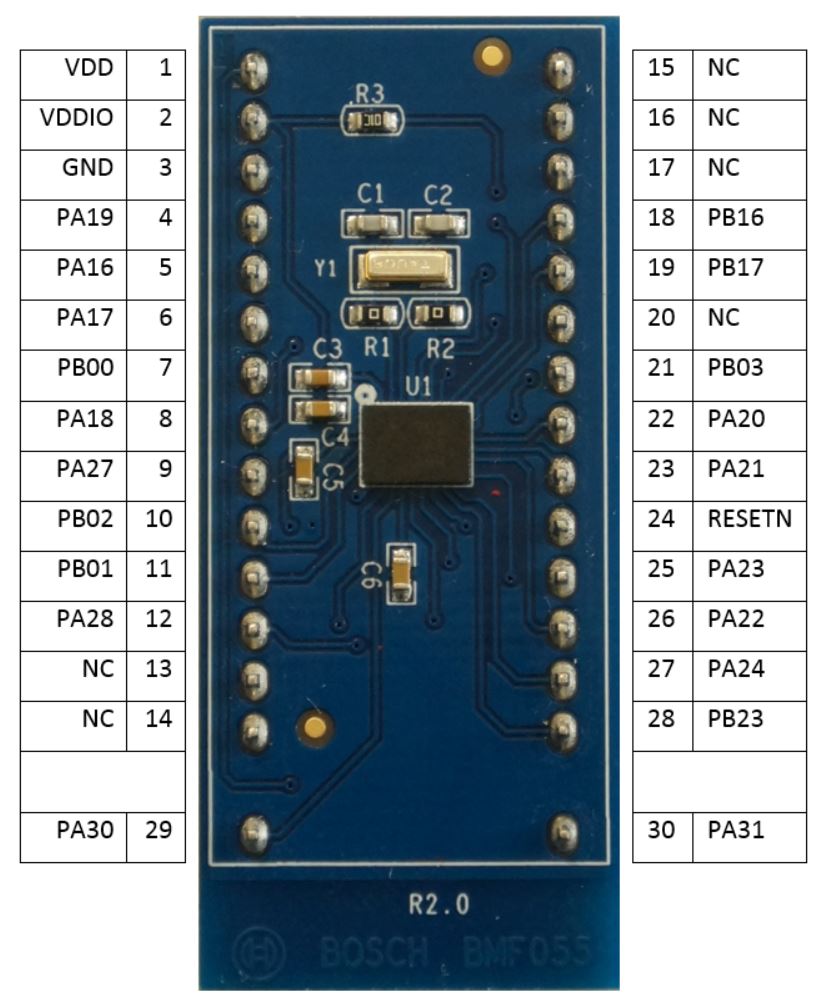 VDD 1
VDDIO 2
GND 3
PA19 4
PA16 5
PA17 6
PB00 7
PA18 8
PA27 9
PB02 10
PB01 11
PA28 12
NC 13
NC 14
PA30 29
R3
C1 C2
Y1
R1 R2
C3
U1
C4
C5
C6
R2.0
BOSCH BMF055
15 NC
16 NC
17 NC
18 PB16
19 PB17
20 NC
21 PB03
22 PA20
23 PA21
24 RESETN
25 PA23
26 PA22
27 PA24
28 PB23
30 PA31